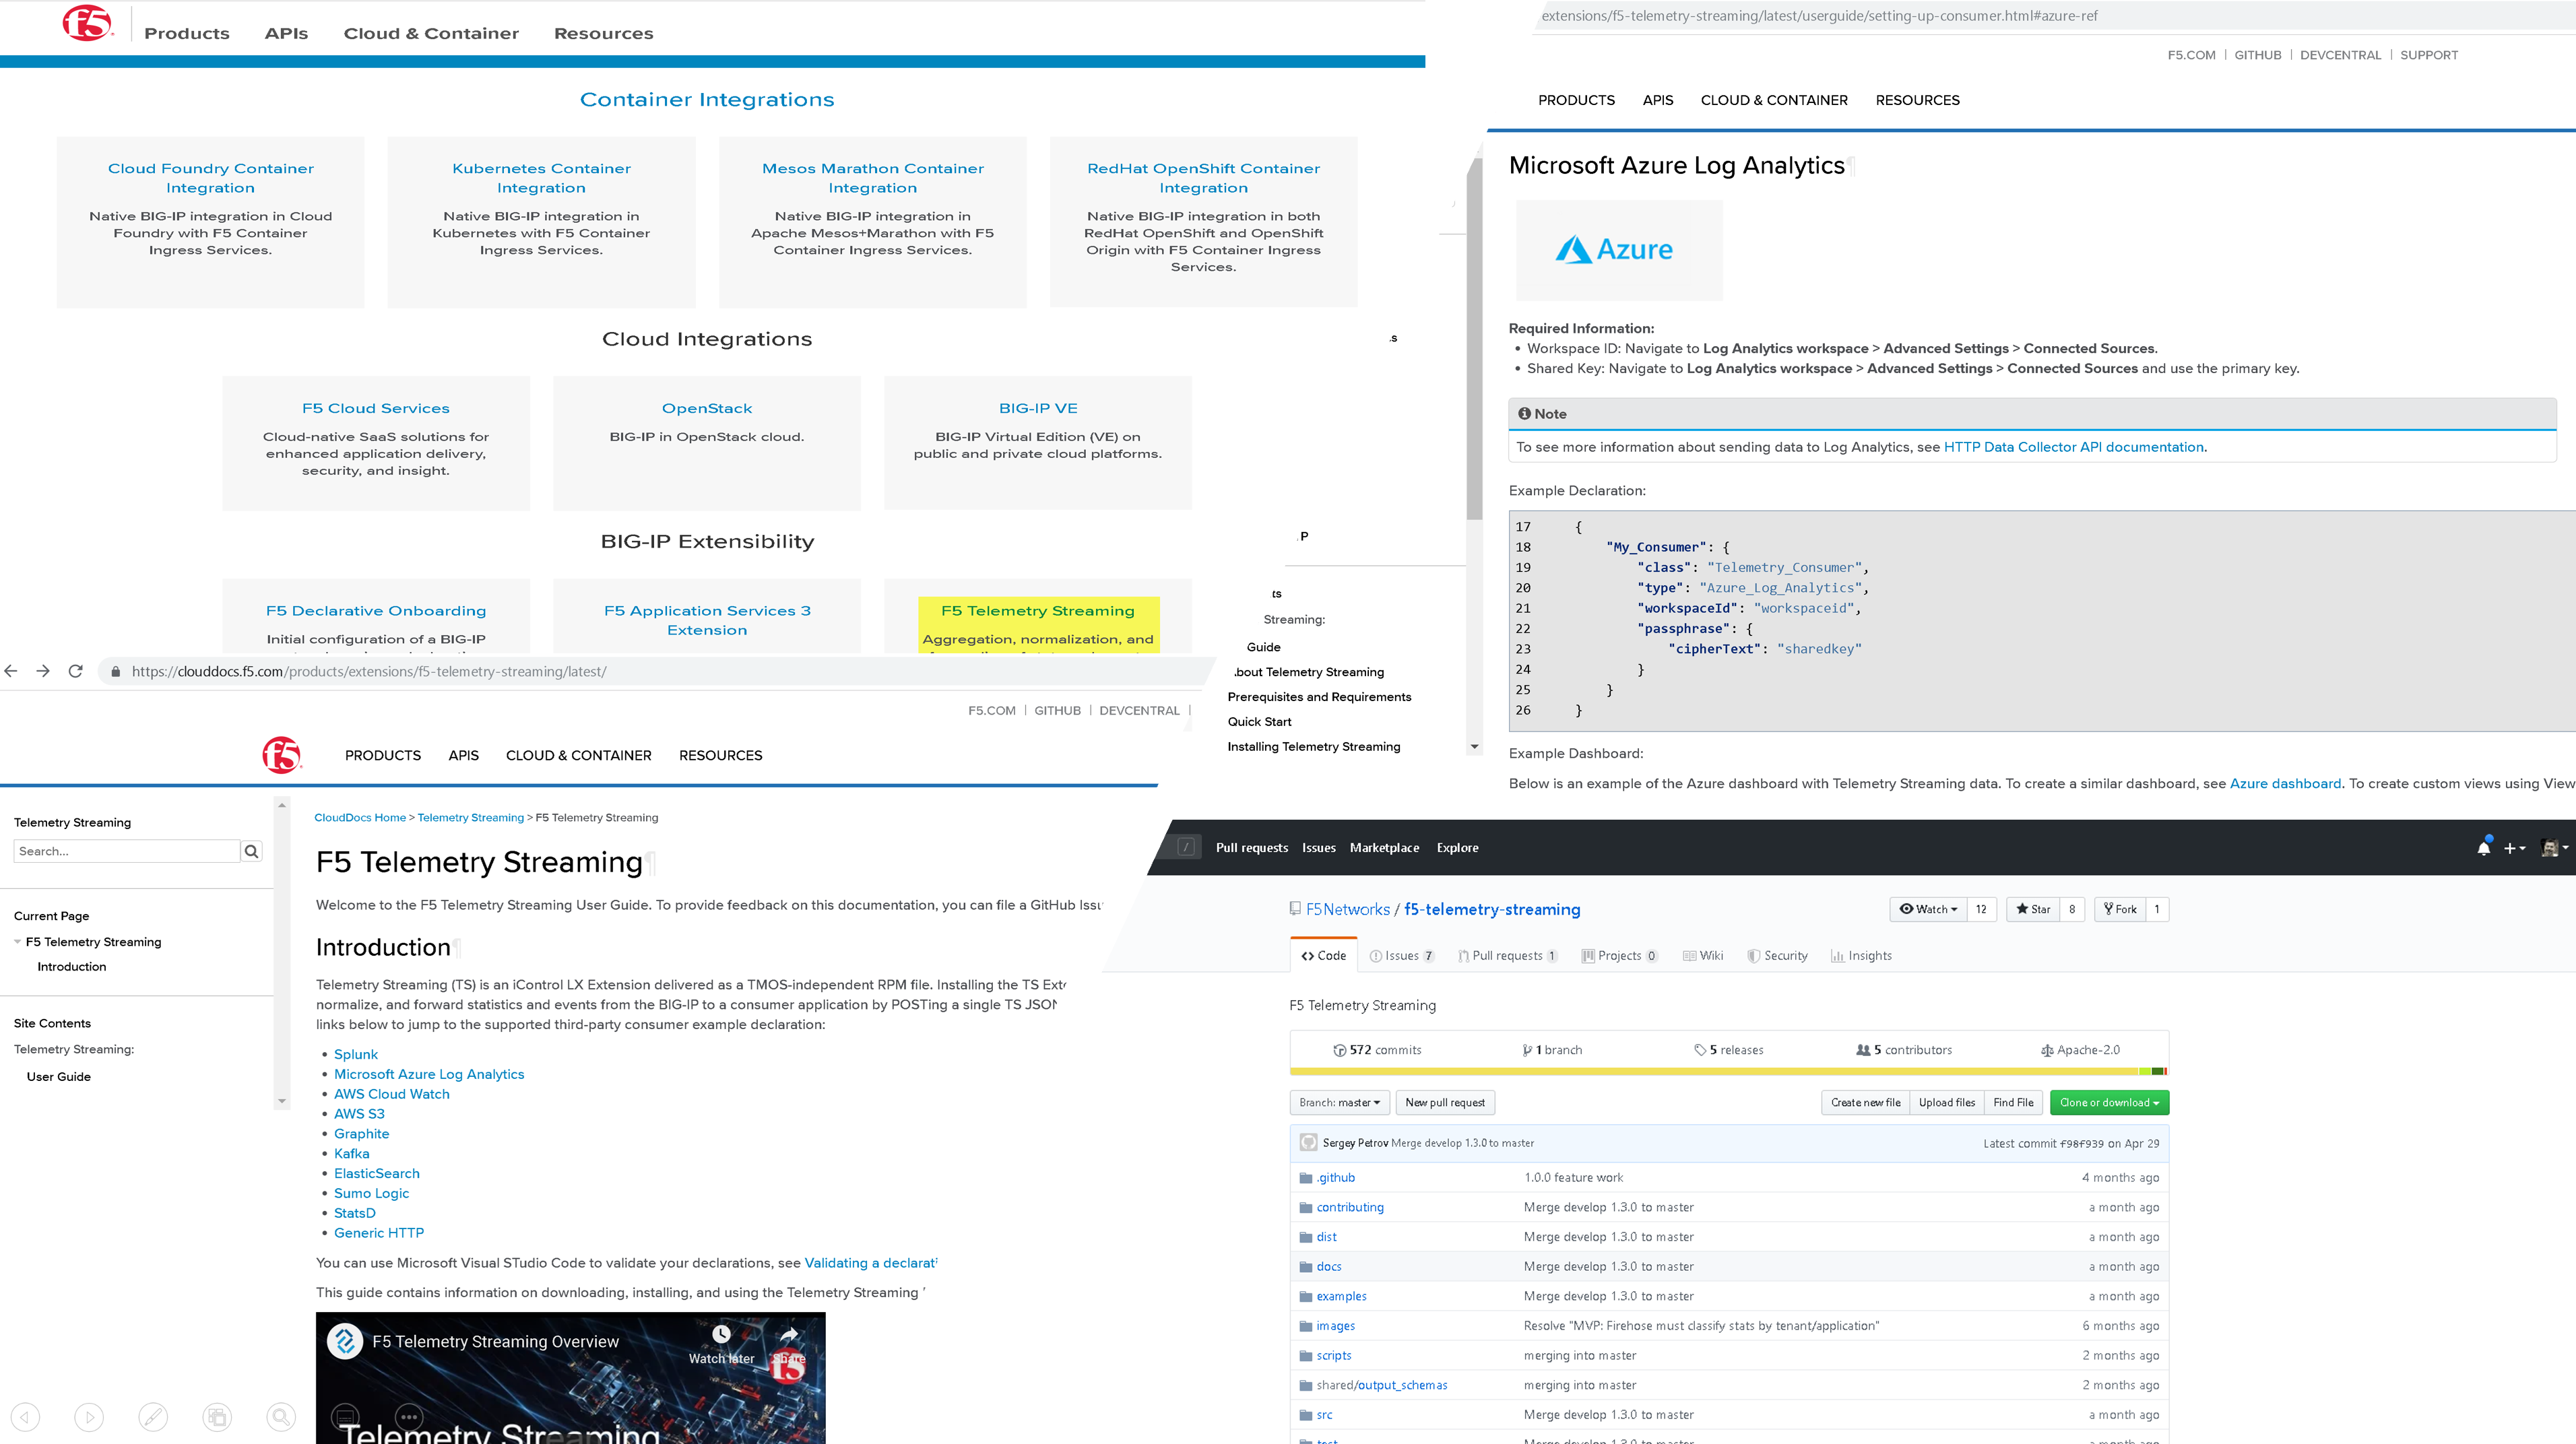 f5
Products APIs Cloud & Container Resources
Container Integrations
Cloud Foundry Container
Integration
Native BIG-IP integration in Cloud
Foundry with F5 Container
Ingress Services.
Kubernetes Container
Integration
Native BIG-IP integration in
Kubernetes with F5 Container
Ingress Services.
Mesos Marathon Container
Integration
Native BIG-IP integration in
Apache Mesos+Marathon with F5
Container Ingress Services.
RedHat OpenShift Container
Integration
Native BIG-IP integration in both
RedHat OpenShift and OpenShift
Origin with F5 Container Ingress
Services.
Cloud Integrations
F5 Cloud Services
Cloud-native SaaS solutions for
enhanced application delivery,
security, and insight.
OpenStack
BIG-IP in OpenStack cloud.
BIG-IP VE
BIG-IP Virtual Edition (VE) on
public and private cloud platforms.
BIG-IP Extensibility
F5 Declarative Onboarding
Initial configuration of a BIG-IP
F5 Application Services 3
Extension
F5 Telemetry Streaming
Aggregation, normalization, and
extensions/f5-telemetry-streaming/latest/userguide/setting-up-consumer.html#azure-ref
F5.COM | GITHUB | DEVCENTRAL | SUPPORT
PRODUCTS APIS CLOUD & CONTAINER RESOURCES
s
P
ts
Streaming:
Guide
bout Telemetry Streaming
Prerequisites and Requirements
Quick Start
Installing Telemetry Streaming
Microsoft Azure Log Analytics¶
Azure
Required Information:
• Workspace ID: Navigate to Log Analytics workspace > Advanced Settings > Connected Sources.
• Shared Key: Navigate to Log Analytics workspace > Advanced Settings > Connected Sources and use the primary key.
Note
To see more information about sending data to Log Analytics, see HTTP Data Collector API documentation.
Example Declaration:
17 {
18 "My_Consumer": {
19 "class": "Telemetry_Consumer",
20 "type": "Azure_Log_Analytics",
21 "workspaceId": "workspaceid",
22 "passphrase": {
23 "cipherText": "sharedkey"
24 }
25 }
26 }
Example Dashboard:
Below is an example of the Azure dashboard with Telemetry Streaming data. To create a similar dashboard, see Azure dashboard. To create custom views using View
https://clouddocs.f5.com/products/extensions/f5-telemetry-streaming/latest/
F5.COM | GITHUB | DEVCENTRAL |
f5
PRODUCTS APIS CLOUD & CONTAINER RESOURCES
Telemetry Streaming
Search...
Current Page
F5 Telemetry Streaming
Introduction
Site Contents
Telemetry Streaming:
User Guide
CloudDocs Home > Telemetry Streaming > F5 Telemetry Streaming
F5 Telemetry Streaming¶
Welcome to the F5 Telemetry Streaming User Guide. To provide feedback on this documentation, you can file a GitHub Issu
Introduction¶
Telemetry Streaming (TS) is an iControl LX Extension delivered as a TMOS-independent RPM file. Installing the TS Exte
normalize, and forward statistics and events from the BIG-IP to a consumer application by POSTing a single TS JSON
links below to jump to the supported third-party consumer example declaration:
• Splunk
• Microsoft Azure Log Analytics
• AWS Cloud Watch
• AWS S3
• Graphite
• Kafka
• ElasticSearch
• Sumo Logic
• StatsD
• Generic HTTP
You can use Microsoft Visual STudio Code to validate your declarations, see Validating a declarat
This guide contains information on downloading, installing, and using the Telemetry Streaming
F5 Telemetry Streaming Overview
Watch later Share
f5
Telemetry Streaming
/ Pull requests Issues Marketplace Explore
F5Networks / f5-telemetry-streaming
Watch 12 Star 8 Fork 1
Code Issues 7 Pull requests 1 Projects 0 Wiki Security Insights
F5 Telemetry Streaming
572 commits 1 branch 5 releases 5 contributors Apache-2.0
Branch: master New pull request Create new file Upload files Find File Clone or download
Sergey Petrov Merge develop 1.3.0 to master Latest commit f98f939 on Apr 29
.github 1.0.0 feature work 4 months ago
contributing Merge develop 1.3.0 to master a month ago
dist Merge develop 1.3.0 to master a month ago
docs Merge develop 1.3.0 to master a month ago
examples Merge develop 1.3.0 to master a month ago
images Resolve "MVP: Firehose must classify stats by tenant/application" 6 months ago
scripts merging into master 2 months ago
shared/output_schemas merging into master 2 months ago
src Merge develop 1.3.0 to master a month ago
test Merge develop 1.3.0 to master a month ago